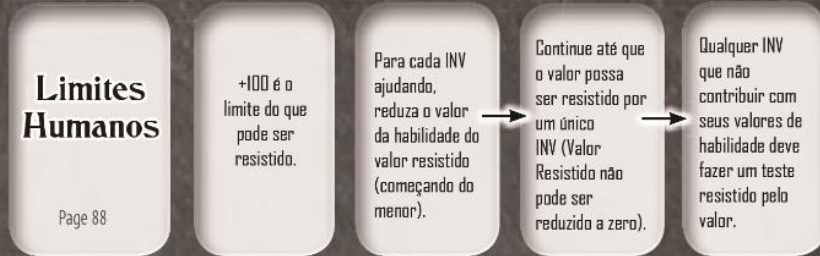 Limites
Humanos
Page 88
+100 é o
limite do que
pode ser
resistido.
Para cada INV
ajudando,
reduza o valor
da habilidade do
valor resistido
(começando do
menor).
Continue até que
o valor possa
ser resistido por
um único
INV (Valor
Resistido não
pode ser
reduzido a zero).
Qualquer INV
que não
contribuir com
seus valores de
habilidade deve
fazer um teste
resistido pelo
valor.